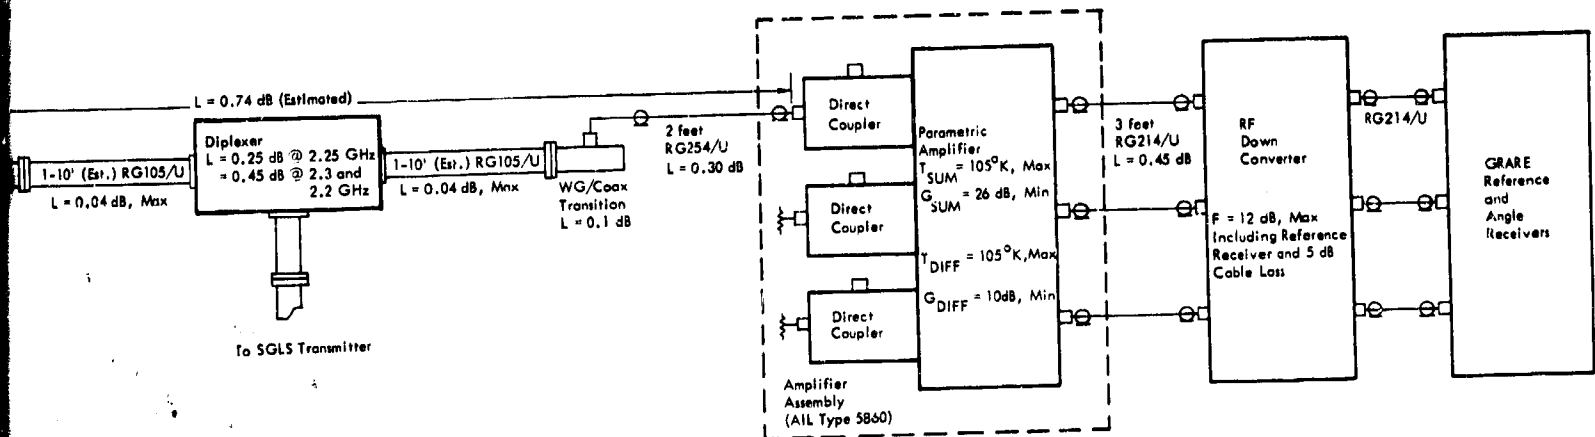 L = 0.74 dB (Estimated)
Diplexer
L = 0.25 dB @ 2.25 GHz
= 0.45 dB @ 2.3 and
2.2 GHz
1-10' (Est.) RG105/U
L = 0.04 dB, Max
1-10' (Est.) RG105/U
L = 0.04 dB, Max
WG/Coax
Transition
L = 0.1 dB
2 feet
RG254/U
L = 0.30 dB
To SGLS Transmitter
Direct
Coupler
Direct
Coupler
Direct
Coupler
Parametric
Amplifier
TSUM = 105°K, Max
GSUM = 26 dB, Min
TDIFF = 105°K, Max
GDIFF = 10dB, Min
Amplifier
Assembly
(AIL Type 5860)
3 feet
RG214/U
L = 0.45 dB
RF
Down
Converter
F = 12 dB, Max
Including Reference
Receiver and 5 dB
Cable Loss
RG214/U
GRARE
Reference
and
Angle
Receivers